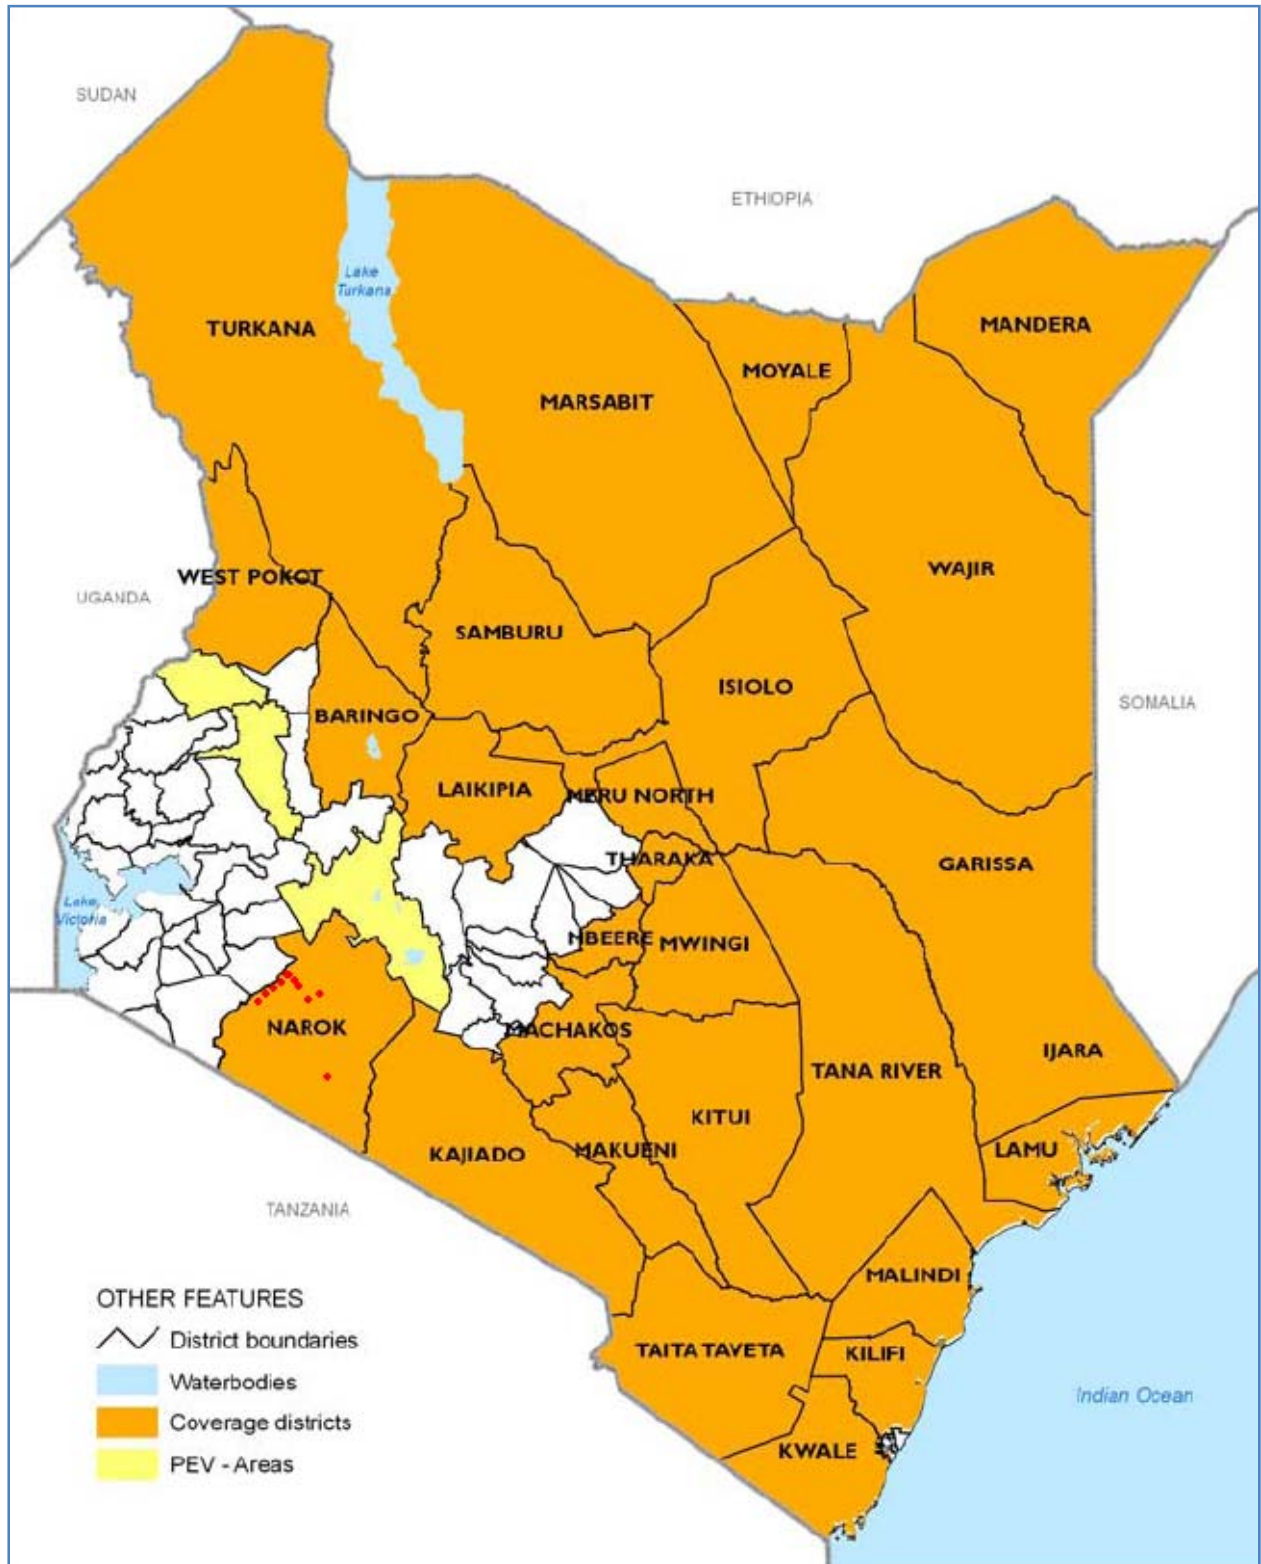 SUDAN
ETHIOPIA
Lake
Turkana
TURKANA
MANDERA
MOYALE
MARSABIT
WAJIR
WEST POKOT
UGANDA
SAMBURU
ISIOLO
SOMALIA
BARINGO
LAIKIPIA
MERU NORTH
THARAKA
GARISSA
Lake,
Victoria
MBEERE
MWINGI
NAROK
MACHAKOS
IJARA
TANA RIVER
KITUI
LAMU
KAJIADO
MAKUENI
TANZANIA
MALINDI
TAITA TAVETA
KILIFI
Indian Ocean
KWALE
OTHER FEATURES
District boundaries
Waterbodies
Coverage districts
PEV - Areas